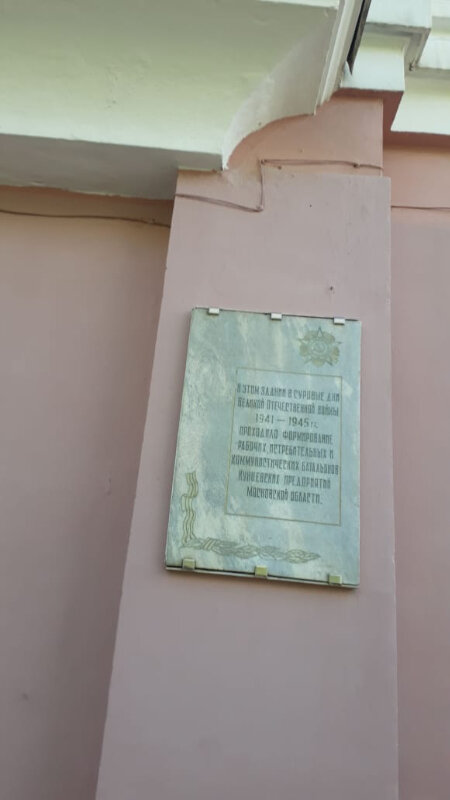 В ЭТОМ ЗДАНИИ В СУРОВЫЕ ДНИ
ВЕЛИКОЙ ОТЕЧЕСТВЕННОЙ ВОЙНЫ
1941 — 1945 гг.
ПРОХОДИЛО ФОРМИРОВАНИЕ
РАБОЧИХ, ИСТРЕБИТЕЛЬНЫХ И
КОММУНИСТИЧЕСКИХ БАТАЛЬОНОВ
КУНЦЕВСКИХ ПРЕДПРИЯТИЙ
МОСКОВСКОЙ ОБЛАСТИ.